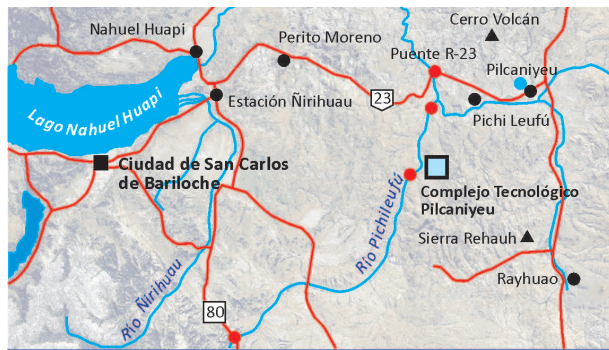 Cerro Volcán
Nahuel Huapi
Perito Moreno
Puente R-23
Pilcaniyeu
Lago Nahuel Huapi
Estación Ñirihuau
23
Pichi Leufú
Ciudad de San Carlos
de Bariloche
Complejo Tecnológico
Pilcaniyeu
Río Pichileufú
Sierra Rehauh
Río Ñirihuau
Rayhuao
80